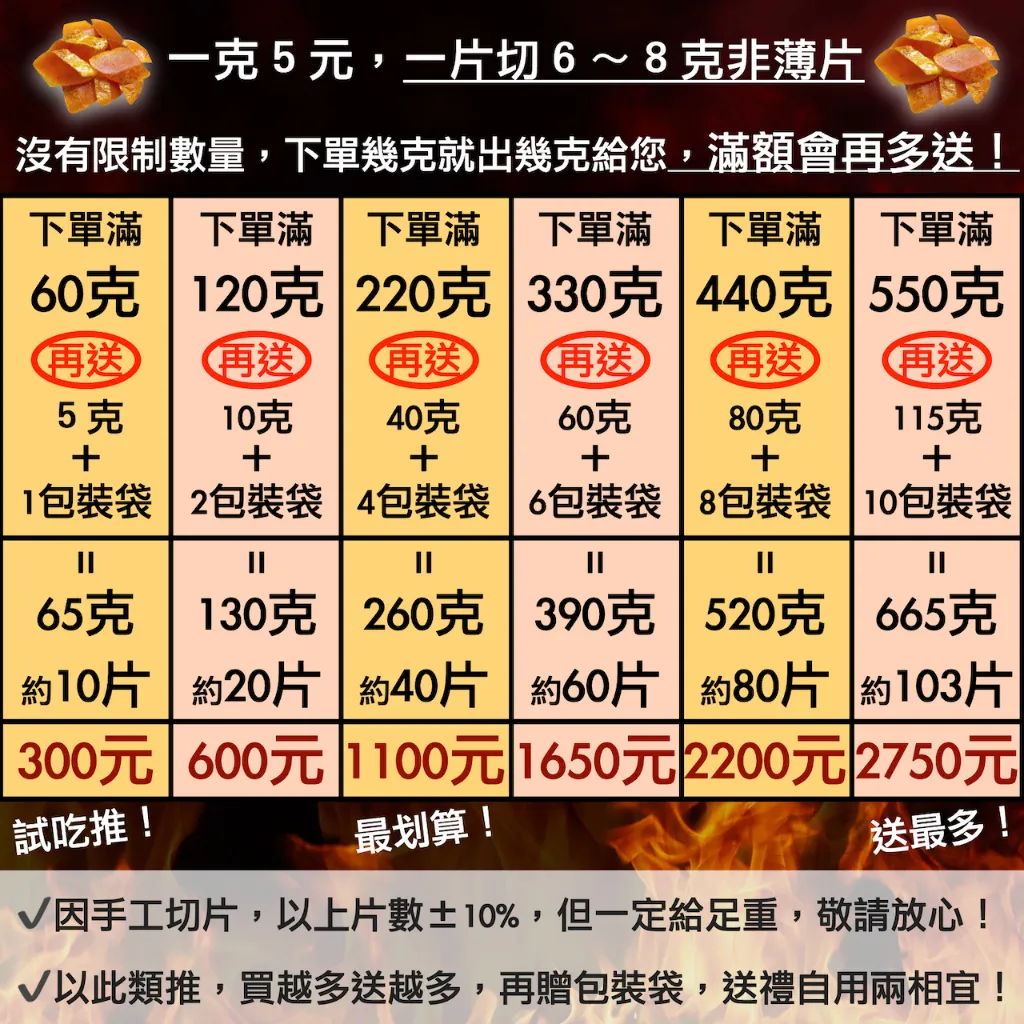 一克5元，一片切6～8克非薄片
沒有限制數量，下單幾克就出幾克給您，滿額會再多送！
下單滿
60克
再送
5克
+
1包裝袋
=
65克
約10片
300元
下單滿
120克
再送
10克
+
2包裝袋
=
130克
約20片
600元
下單滿
220克
再送
40克
+
4包裝袋
=
260克
約40片
1100元
下單滿
330克
再送
60克
+
6包裝袋
=
390克
約60片
1650元
下單滿
440克
再送
80克
+
8包裝袋
=
520克
約80片
2200元
下單滿
550克
再送
115克
+
10包裝袋
=
665克
約103片
2750元
試吃推！
最划算！
送最多！
✓因手工切片，以上片數±10%，但一定給足重，敬請放心！
✓以此類推，買越多送越多，再贈包裝袋，送禮自用兩相宜！